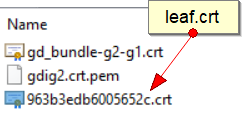 leaf.crt
Name
gd_bundle-g2-g1.crt
gdig2.crt.pem
963b3edb6005652c.crt